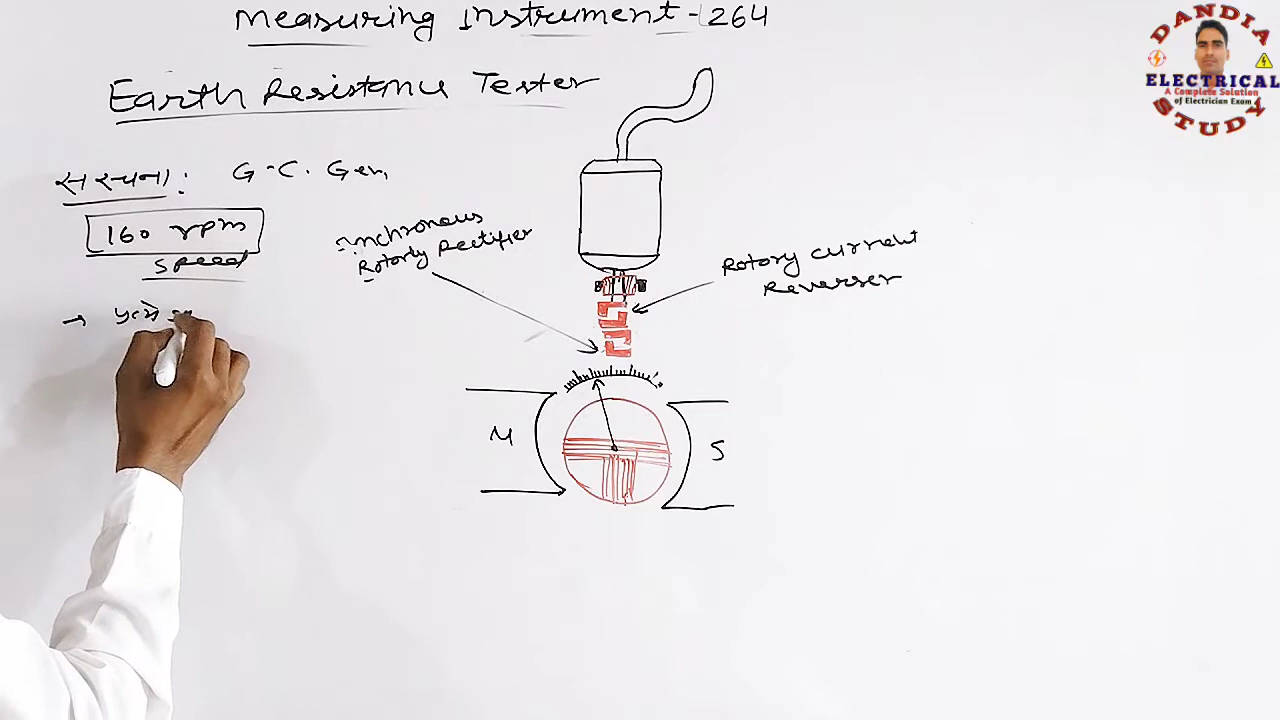 Measuring Instrument - 264
Earth Resistance Tester
संरचना : G.C. Gen,
160 rpm
Speed
Synchronous
Rotary Rectifier
Rotary Current
Reverser
N
S
DANDIA
ELECTRICAL
A Complete Solution
of Electrician Exam
STUDY